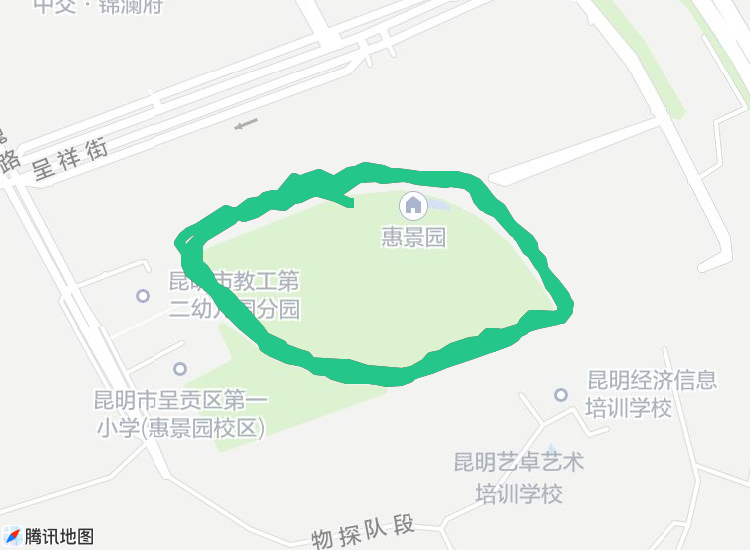 中交·锦澜府
路
呈祥街
惠景园
昆明市教工第
二幼儿园分园
昆明市呈贡区第一
小学(惠景园校区)
昆明经济信息
培训学校
昆明艺卓艺术
培训学校
物探队段
腾讯地图